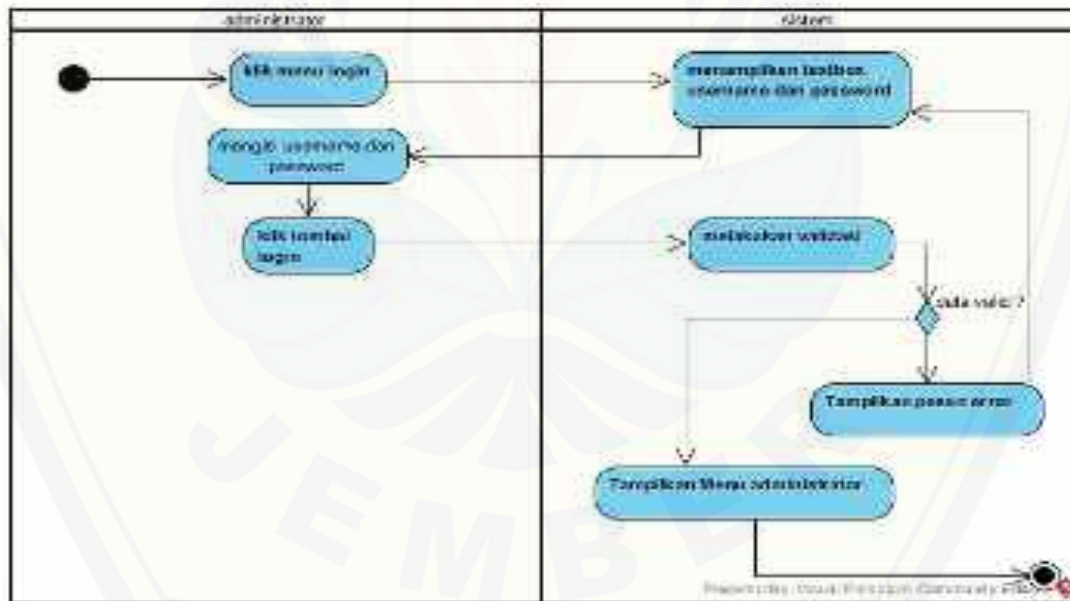 administrator
sistem
klik menu login
menampilkan textbox
username dan password
mengisi username dan
password
klik tombol
login
melakukan validasi
data valid ?
Tampilkan pesan error
Tampilkan Menu administrator
JEMBE